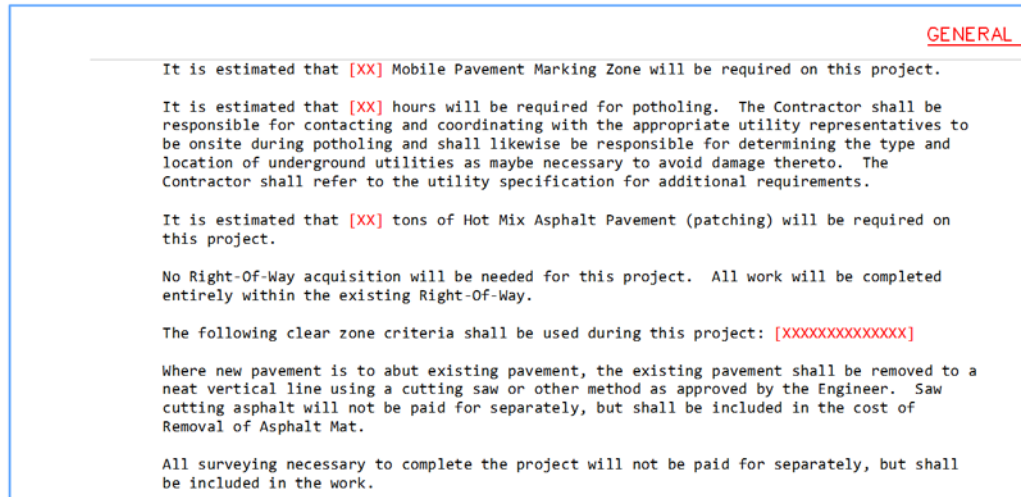 GENERAL
It is estimated that [XX] Mobile Pavement Marking Zone will be required on this project.
It is estimated that [XX] hours will be required for potholing.  The Contractor shall be
responsible for contacting and coordinating with the appropriate utility representatives to
be onsite during potholing and shall likewise be responsible for determining the type and
location of underground utilities as maybe necessary to avoid damage thereto.  The
Contractor shall refer to the utility specification for additional requirements.
It is estimated that [XX] tons of Hot Mix Asphalt Pavement (patching) will be required on
this project.
No Right-Of-Way acquisition will be needed for this project.  All work will be completed
entirely within the existing Right-Of-Way.
The following clear zone criteria shall be used during this project: [XXXXXXXXXXXXXX]
Where new pavement is to abut existing pavement, the existing pavement shall be removed to a
neat vertical line using a cutting saw or other method as approved by the Engineer.  Saw
cutting asphalt will not be paid for separately, but shall be included in the cost of
Removal of Asphalt Mat.
All surveying necessary to complete the project will not be paid for separately, but shall
be included in the work.